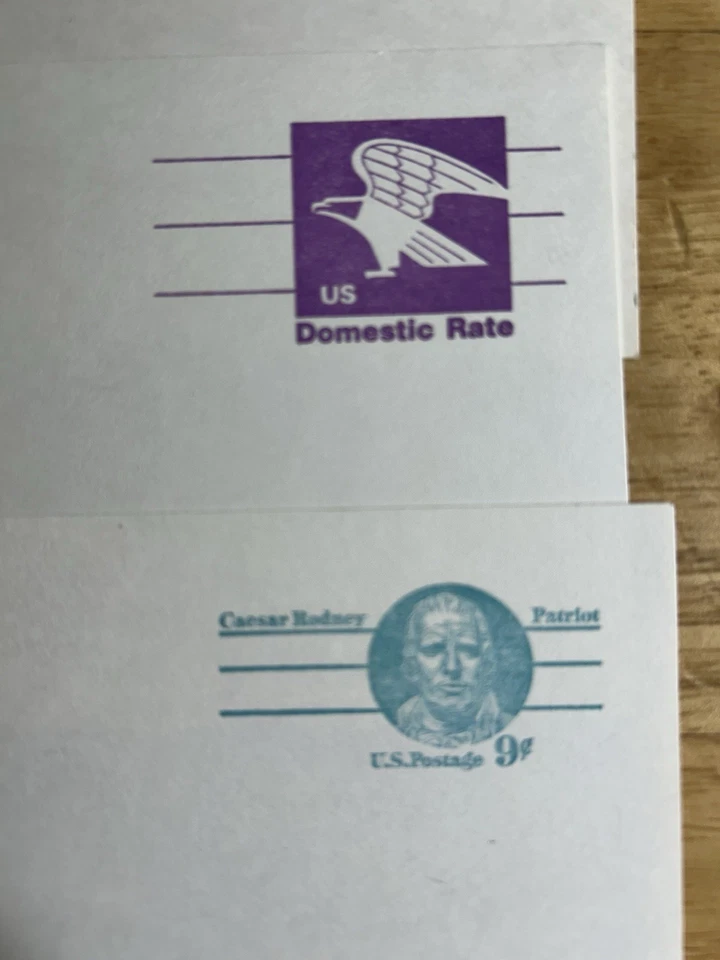 US
Domestic Rate
Caesar Rodney Patriot
U.S.Postage 9¢